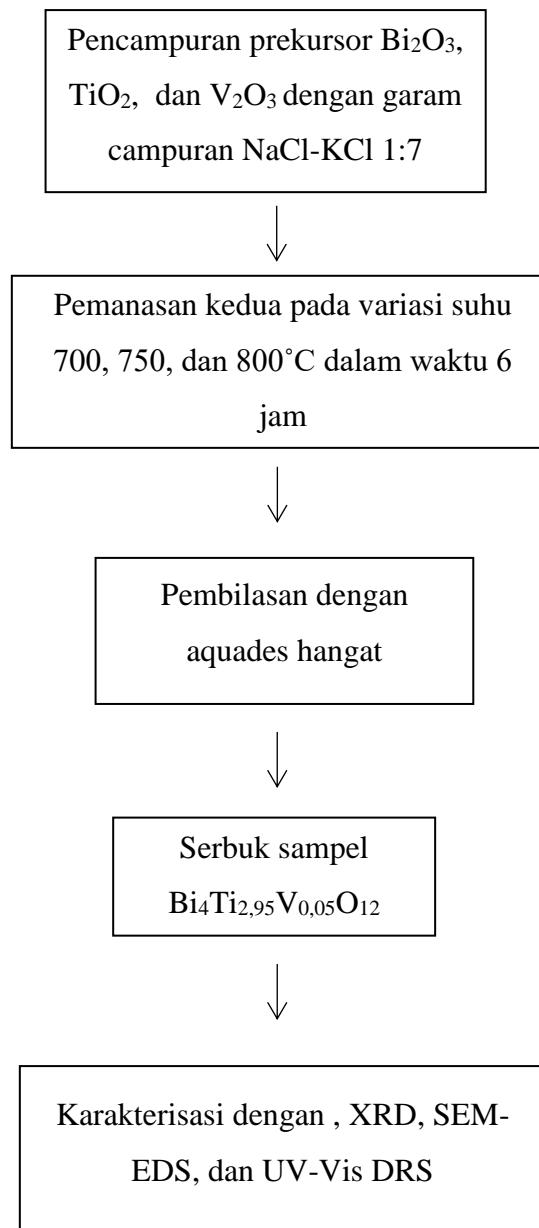 Pencampuran prekursor Bi₂O₃,
TiO₂, dan V₂O₃ dengan garam
campuran NaCl-KCl 1:7
Pemanasan kedua pada variasi suhu
700, 750, dan 800˚C dalam waktu 6
jam
Pembilasan dengan
aquades hangat
Serbuk sampel
Bi₄Ti₂,₉₅V₀,₀₅O₁₂
Karakterisasi dengan , XRD, SEM-
EDS, dan UV-Vis DRS